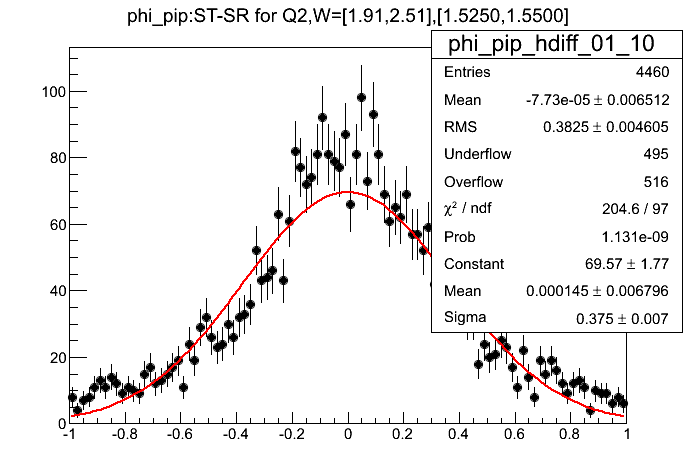 phi_pip:ST-SR for Q2,W=[1.91,2.51],[1.5250,1.5500]
phi_pip_hdiff_01_10
Entries 4460
Mean -7.73e-05 ± 0.006512
RMS 0.3825 ± 0.004605
Underflow 495
Overflow 516
χ² / ndf 204.6 / 97
Prob 1.131e-09
Constant 69.57 ± 1.77
Mean 0.000145 ± 0.006796
Sigma 0.375 ± 0.007
100
80
60
40
20
0
-1 -0.8 -0.6 -0.4 -0.2 0 0.2 0.4 0.6 0.8 1